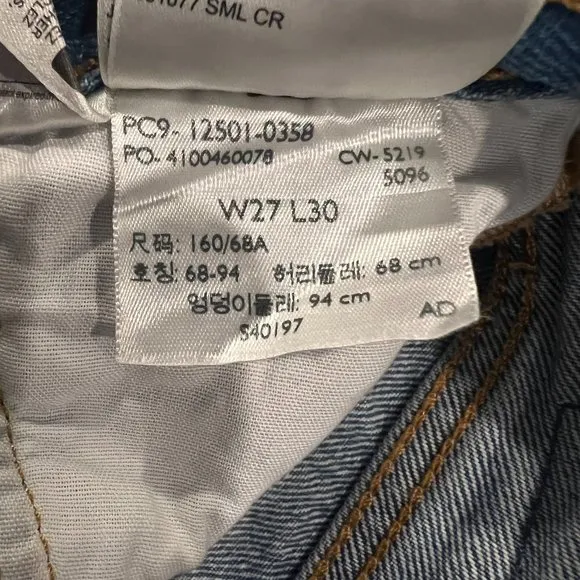 SML CR
PC9- 12501-0358
PO- 4100460078 CW- 5219
5096
W27 L30
尺码: 160/68A
호칭: 68-94 허리둘레: 68 cm
엉덩이둘레: 94 cm
S40197 AD